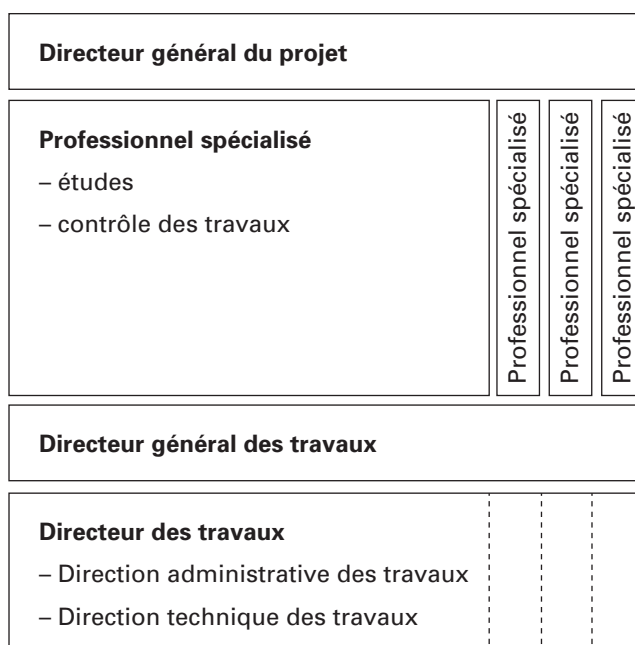 Directeur général du projet
Professionnel spécialisé
– études
– contrôle des travaux
Professionnel spécialisé
Professionnel spécialisé
Professionnel spécialisé
Directeur général des travaux
Directeur des travaux
– Direction administrative des travaux
– Direction technique des travaux